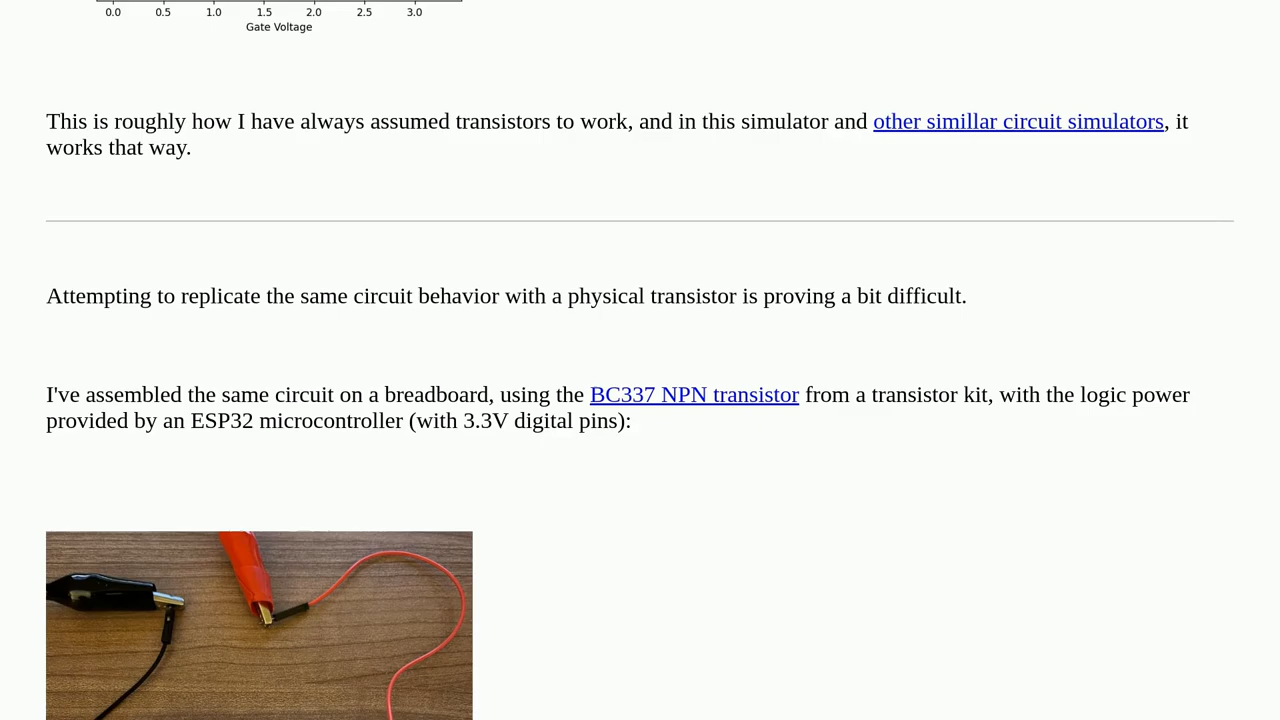 0.0 0.5 1.0 1.5 2.0 2.5 3.0
Gate Voltage
This is roughly how I have always assumed transistors to work, and in this simulator and other simillar circuit simulators, it
works that way.
Attempting to replicate the same circuit behavior with a physical transistor is proving a bit difficult.
I've assembled the same circuit on a breadboard, using the BC337 NPN transistor from a transistor kit, with the logic power
provided by an ESP32 microcontroller (with 3.3V digital pins):